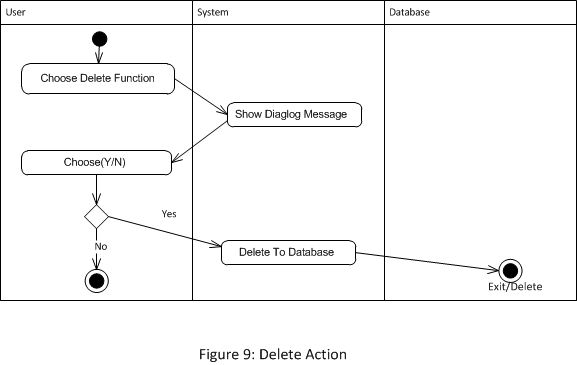 User
System
Database
Choose Delete Function
Show Diaglog Message
Choose(Y/N)
Yes
No
Delete To Database
Exit/Delete
Figure 9: Delete Action